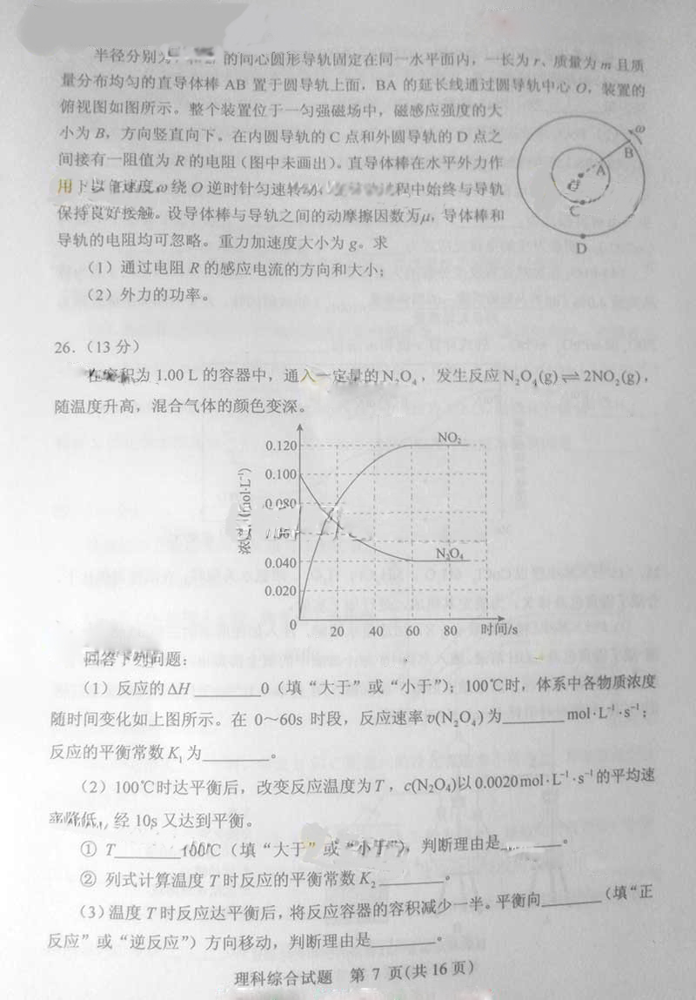 半径分别为 的同心圆形导轨固定在同一水平面内，一长为 r、质量为 m 且质
量分布均匀的直导体棒 AB 置于圆导轨上面，BA 的延长线通过圆导轨中心 O，装置的
俯视图如图所示。整个装置位于一匀强磁场中，磁感应强度的大
小为 B，方向竖直向下。在内圆导轨的 C 点和外圆导轨的 D 点之
间接有一阻值为 R 的电阻（图中未画出）。直导体棒在水平外力作
用下以角速度 ω 绕 O 逆时针匀速转动，过程中始终与导轨
保持良好接触。设导体棒与导轨之间的动摩擦因数为μ，导体棒和
导轨的电阻均可忽略。重力加速度大小为 g。求
（1）通过电阻 R 的感应电流的方向和大小；
（2）外力的功率。
ω
B
A
O
C
D
26.（13 分）
在容积为 1.00 L 的容器中，通入一定量的 N₂O₄，发生反应 N₂O₄(g)⇌2NO₂(g)，
随温度升高，混合气体的颜色变深。
NO₂
N₂O₄
浓度/(mol·L⁻¹)
0.120
0.100
0.080
0.040
0.020
0
20 40 60 80 时间/s
回答下列问题：
（1）反应的 ΔH ________0（填“大于”或“小于”）；100℃时，体系中各物质浓度
随时间变化如上图所示。在 0～60s 时段，反应速率 v(N₂O₄) 为________mol·L⁻¹·s⁻¹；
反应的平衡常数 K₁ 为________。
（2）100℃时达平衡后，改变反应温度为 T，c(N₂O₄)以 0.0020 mol·L⁻¹·s⁻¹ 的平均速
率降低，经 10s 又达到平衡。
① T________100℃（填“大于”或“小于”），判断理由是________。
② 列式计算温度 T 时反应的平衡常数 K₂________。
（3）温度 T 时反应达平衡后，将反应容器的容积减少一半。平衡向________（填“正
反应”或“逆反应”）方向移动，判断理由是________。
理科综合试题 第 7 页(共 16 页)